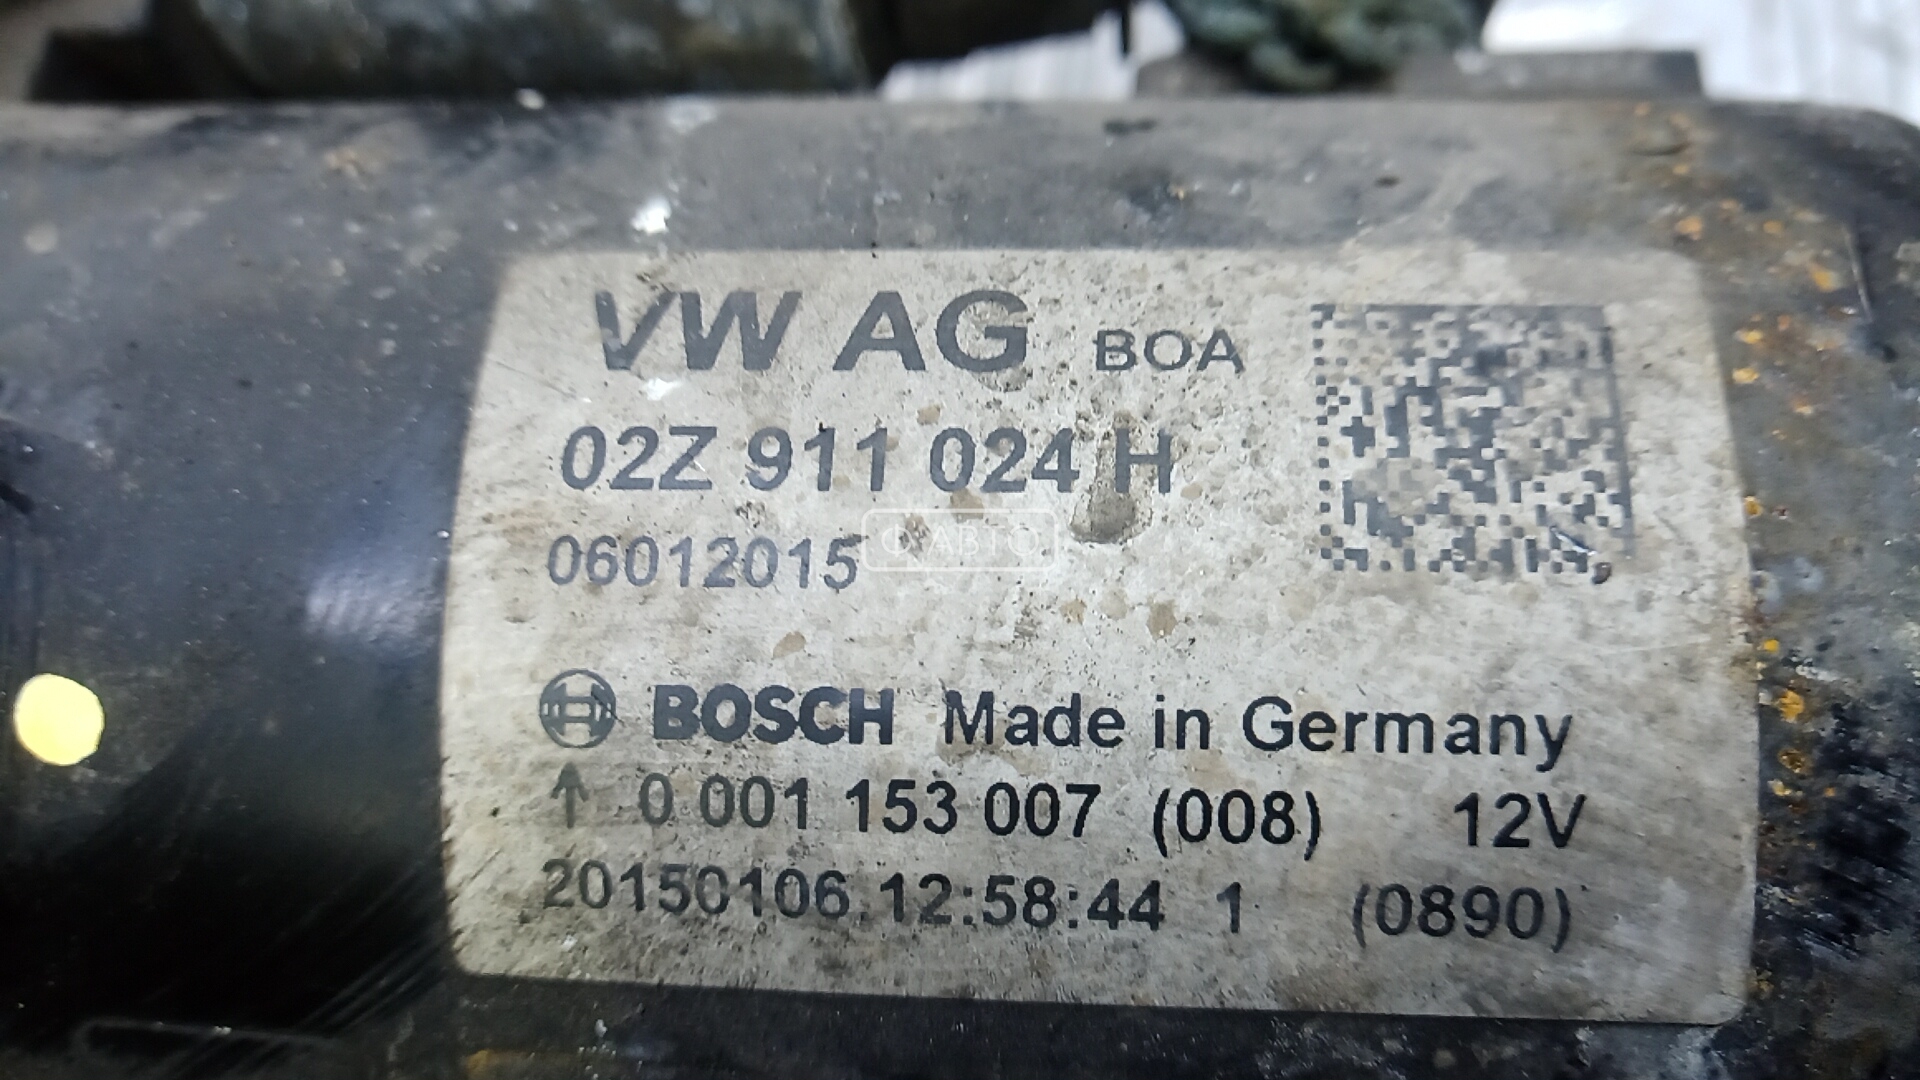 VW AG BOA
02Z 911 024 H
06012015
Ф-АВТО
BOSCH Made in Germany
↑ 0 001 153 007 (008) 12V
20150106.12:58:44 1 (0890)